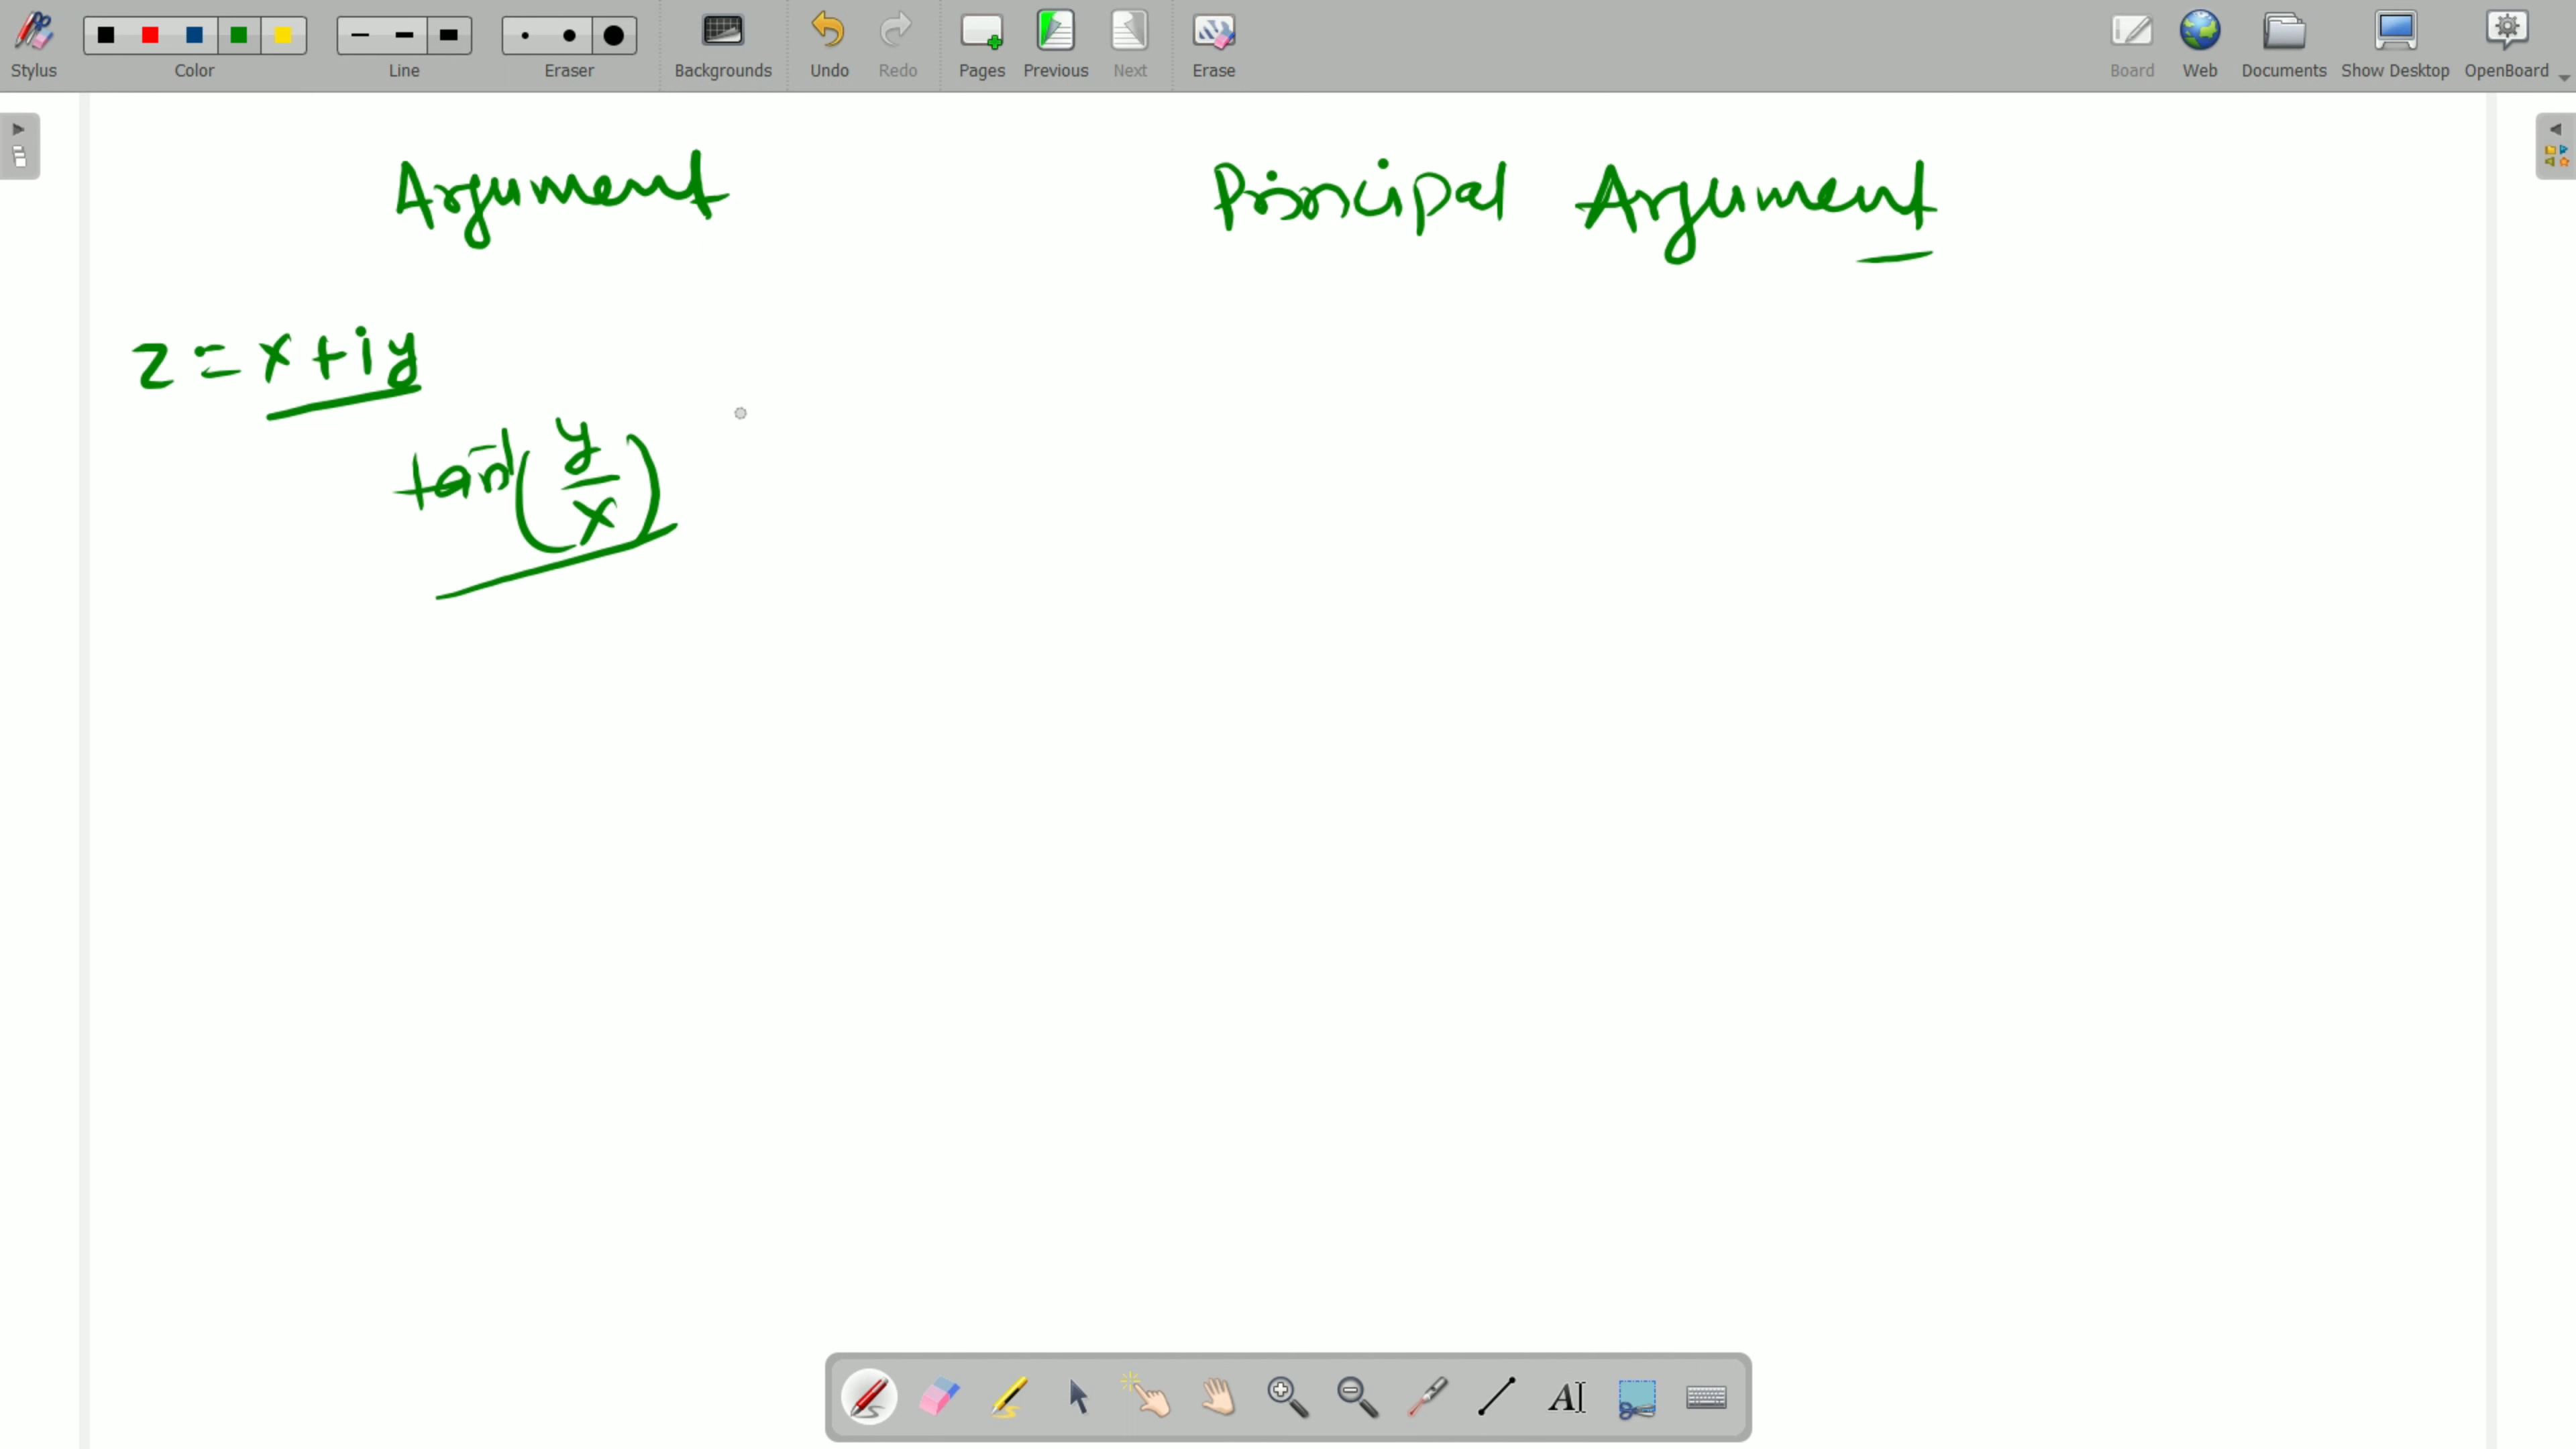 Stylus Color Line Eraser Backgrounds Undo Redo Pages Previous Next Erase Board Web Documents Show Desktop OpenBoard
Argument Principal Argument
z = x + iy
tan⁻¹(y/x)